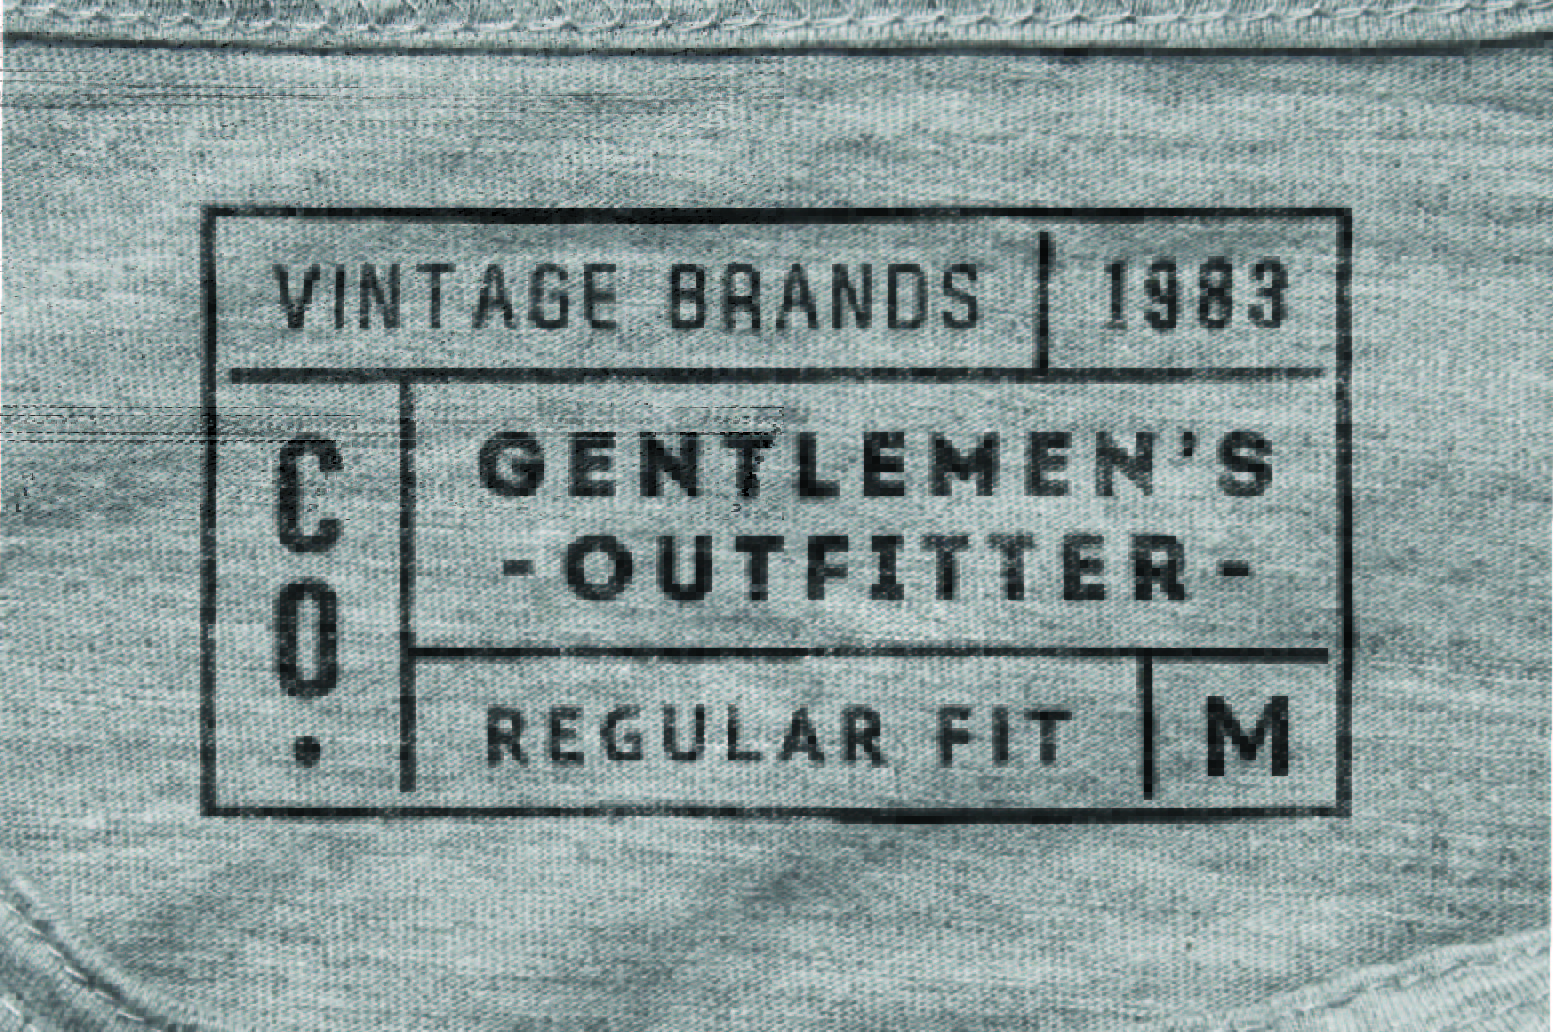 VINTAGE BRANDS
1983
CO.
GENTLEMEN'S
-OUTFITTER-
REGULAR FIT
M